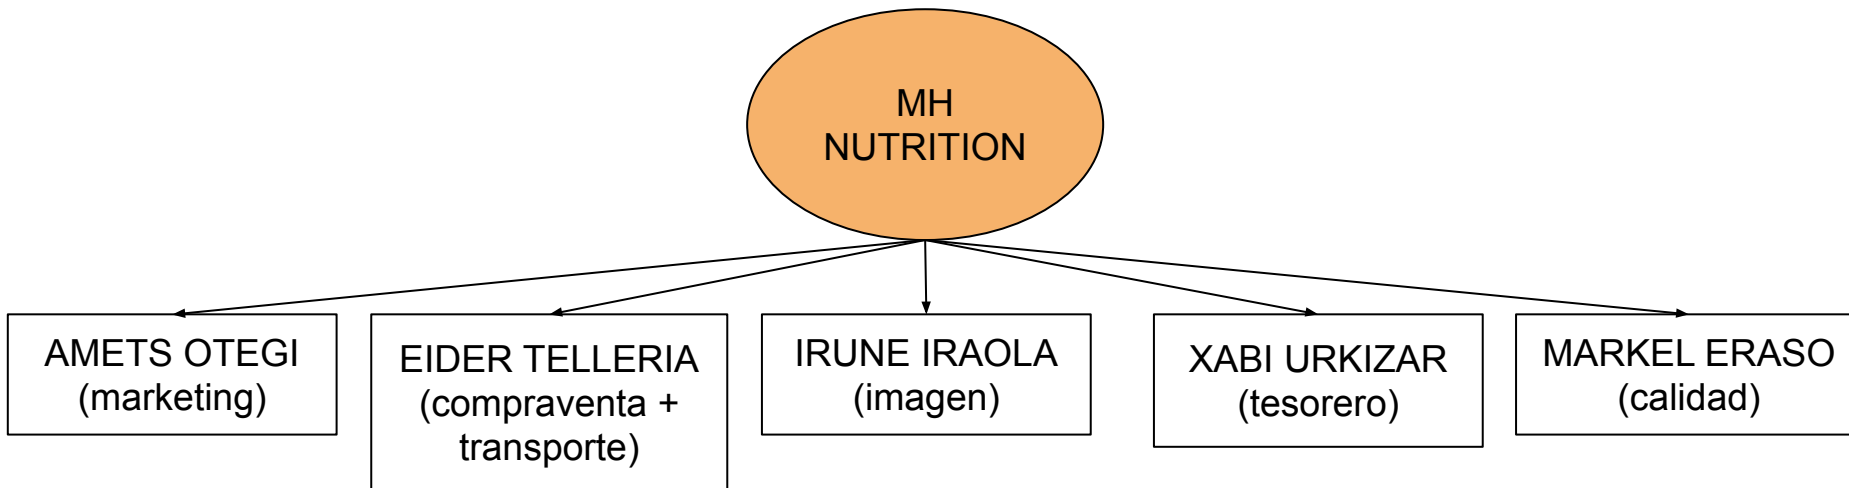 MH
NUTRITION
AMETS OTEGI
(marketing)
EIDER TELLERIA
(compraventa +
transporte)
IRUNE IRAOLA
(imagen)
XABI URKIZAR
(tesorero)
MARKEL ERASO
(calidad)